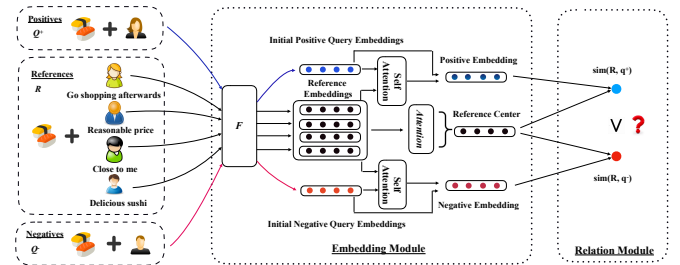 Positives
Q⁺
References
R
Go shopping afterwards
Reasonable price
Close to me
Delicious sushi
Negatives
Q⁻
F
Initial Positive Query Embeddings
Reference
Embeddings
Self
Attention
Positive Embedding
Attention
Reference Center
Self
Attention
Negative Embedding
Initial Negative Query Embeddings
Embedding Module
sim(R, q⁺)
V ?
sim(R, q⁻)
Relation Module